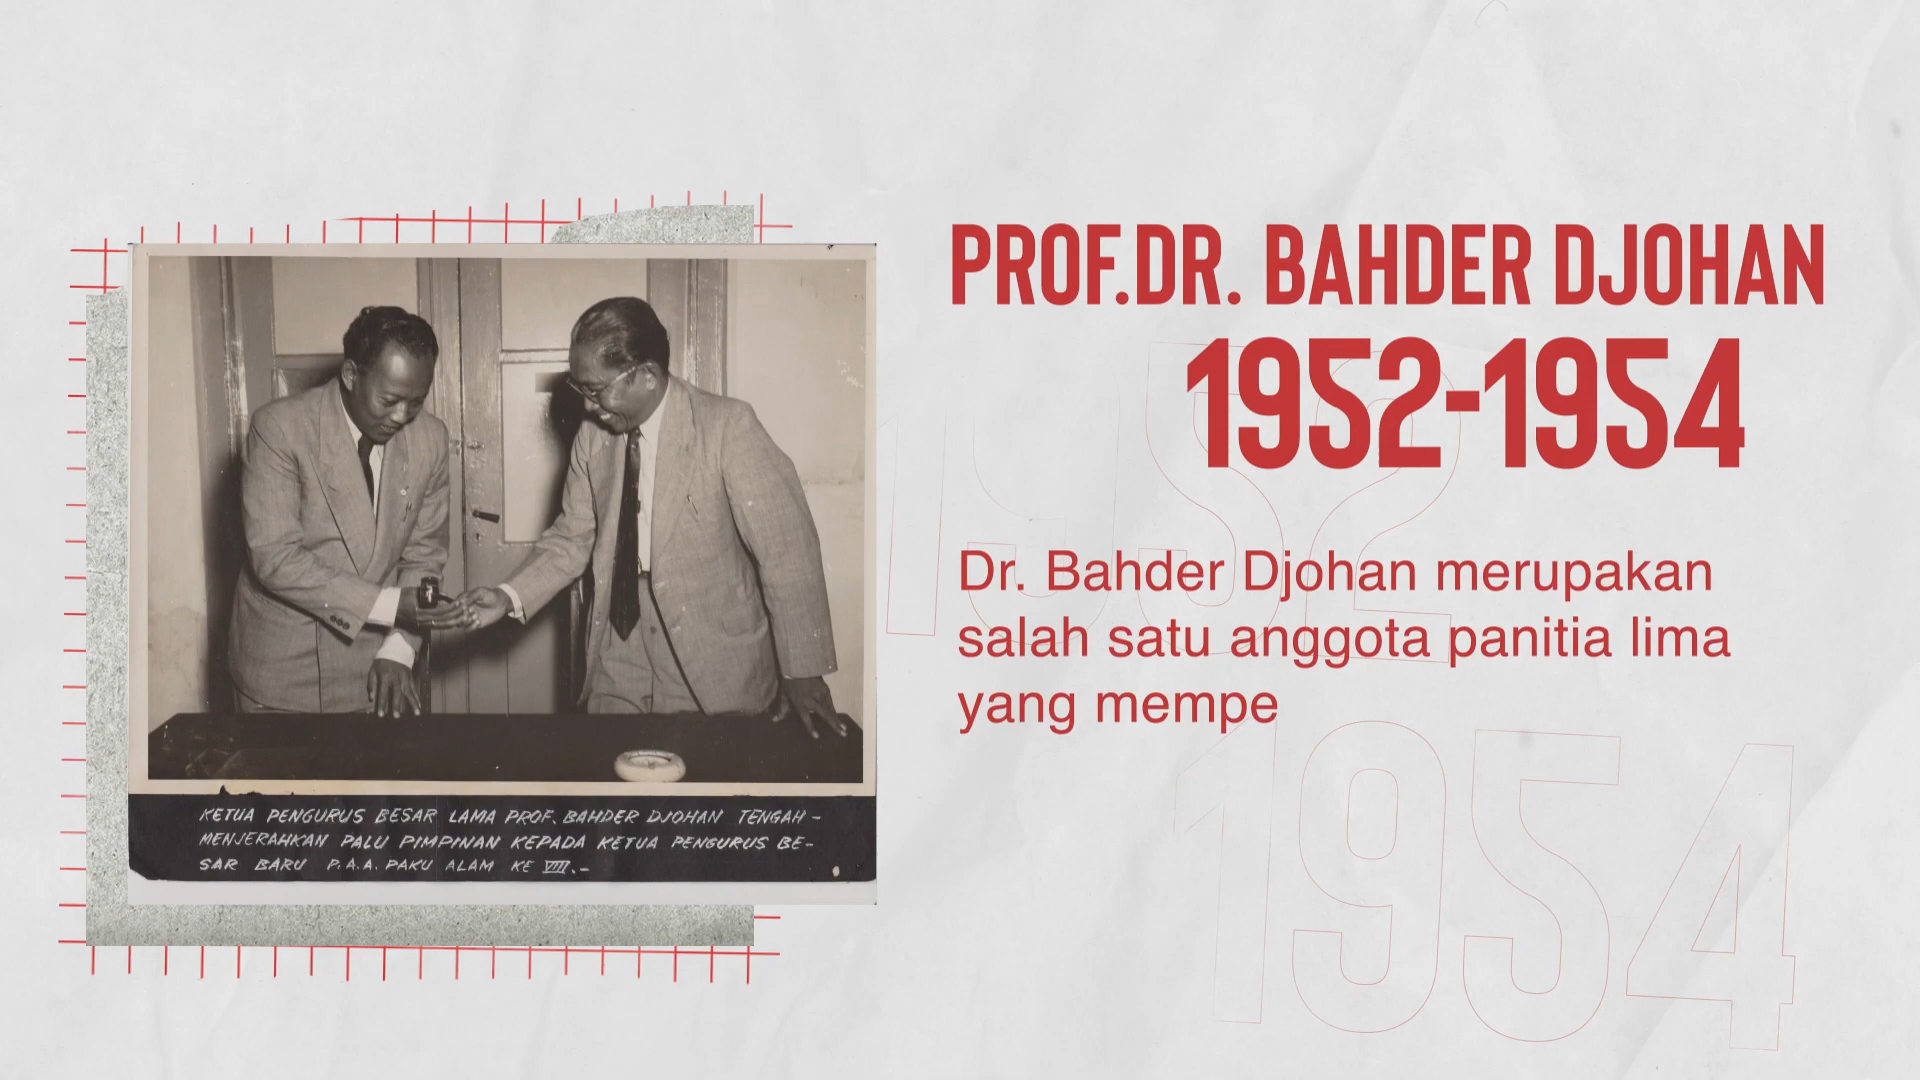 PROF.DR. BAHDER DJOHAN
1952-1954
Dr. Bahder Djohan merupakan
salah satu anggota panitia lima
yang mempe
KETUA PENGURUS BESAR LAMA PROF. BAHDER DJOHAN TENGAH -
MENJERAHKAN PALU PIMPINAN KEPADA KETUA PENGURUS BE-
SAR BARU P.A.A. PAKU ALAM KE VIII.-
1952
1954